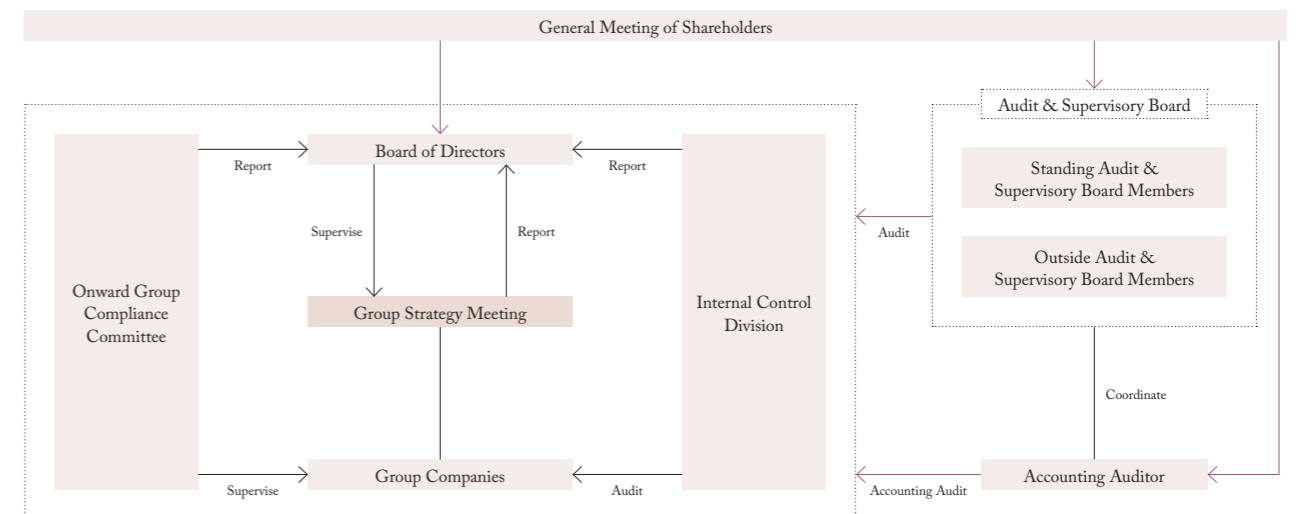 General Meeting of Shareholders
Audit & Supervisory Board
Board of Directors
Report
Report
Standing Audit &
Supervisory Board Members
Supervise
Report
Audit
Outside Audit &
Supervisory Board Members
Onward Group
Compliance
Committee
Group Strategy Meeting
Internal Control
Division
Coordinate
Group Companies
Accounting Auditor
Supervise
Audit
Accounting Audit